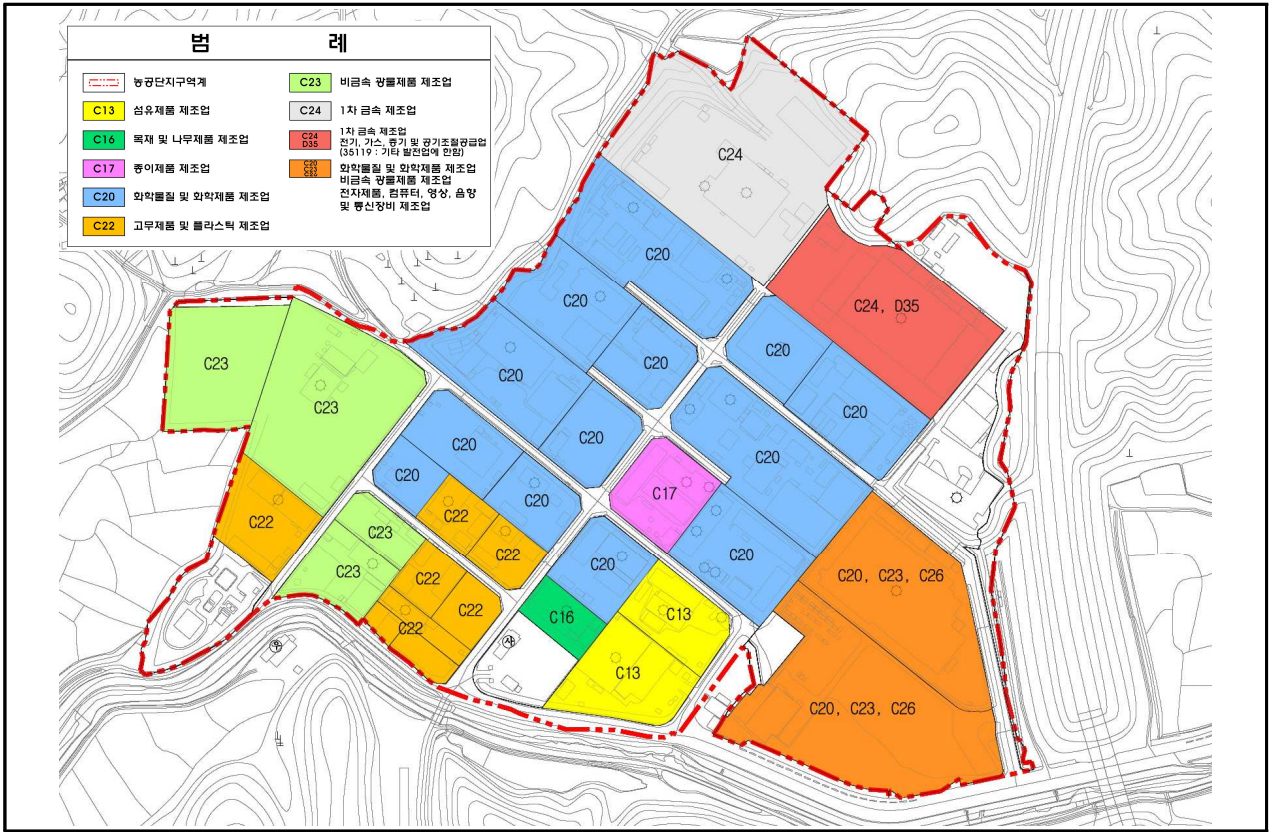 범 례
농공단지구역계
C13 섬유제품 제조업
C16 목재 및 나무제품 제조업
C17 종이제품 제조업
C20 화학물질 및 화학제품 제조업
C22 고무제품 및 플라스틱 제조업
C23 비금속 광물제품 제조업
C24 1차 금속 제조업
C24
D35
1차 금속 제조업
전기, 가스, 증기 및 공기조절공급업
(35119 : 기타 발전업에 한함)
C20
C23
C26
화학물질 및 화학제품 제조업
비금속 광물제품 제조업
전자제품, 컴퓨터, 영상, 음향
및 통신장비 제조업
C24
C20
C20
C24, D35
C20
C20
C20
C23
C20
C23
C20
C20
C20
C20
C17
C20
C20
C22
C22
C23
C22
C20
C20, C23, C26
C20
C23
C22
C22
C16
C13
C22
C13
C20, C23, C26